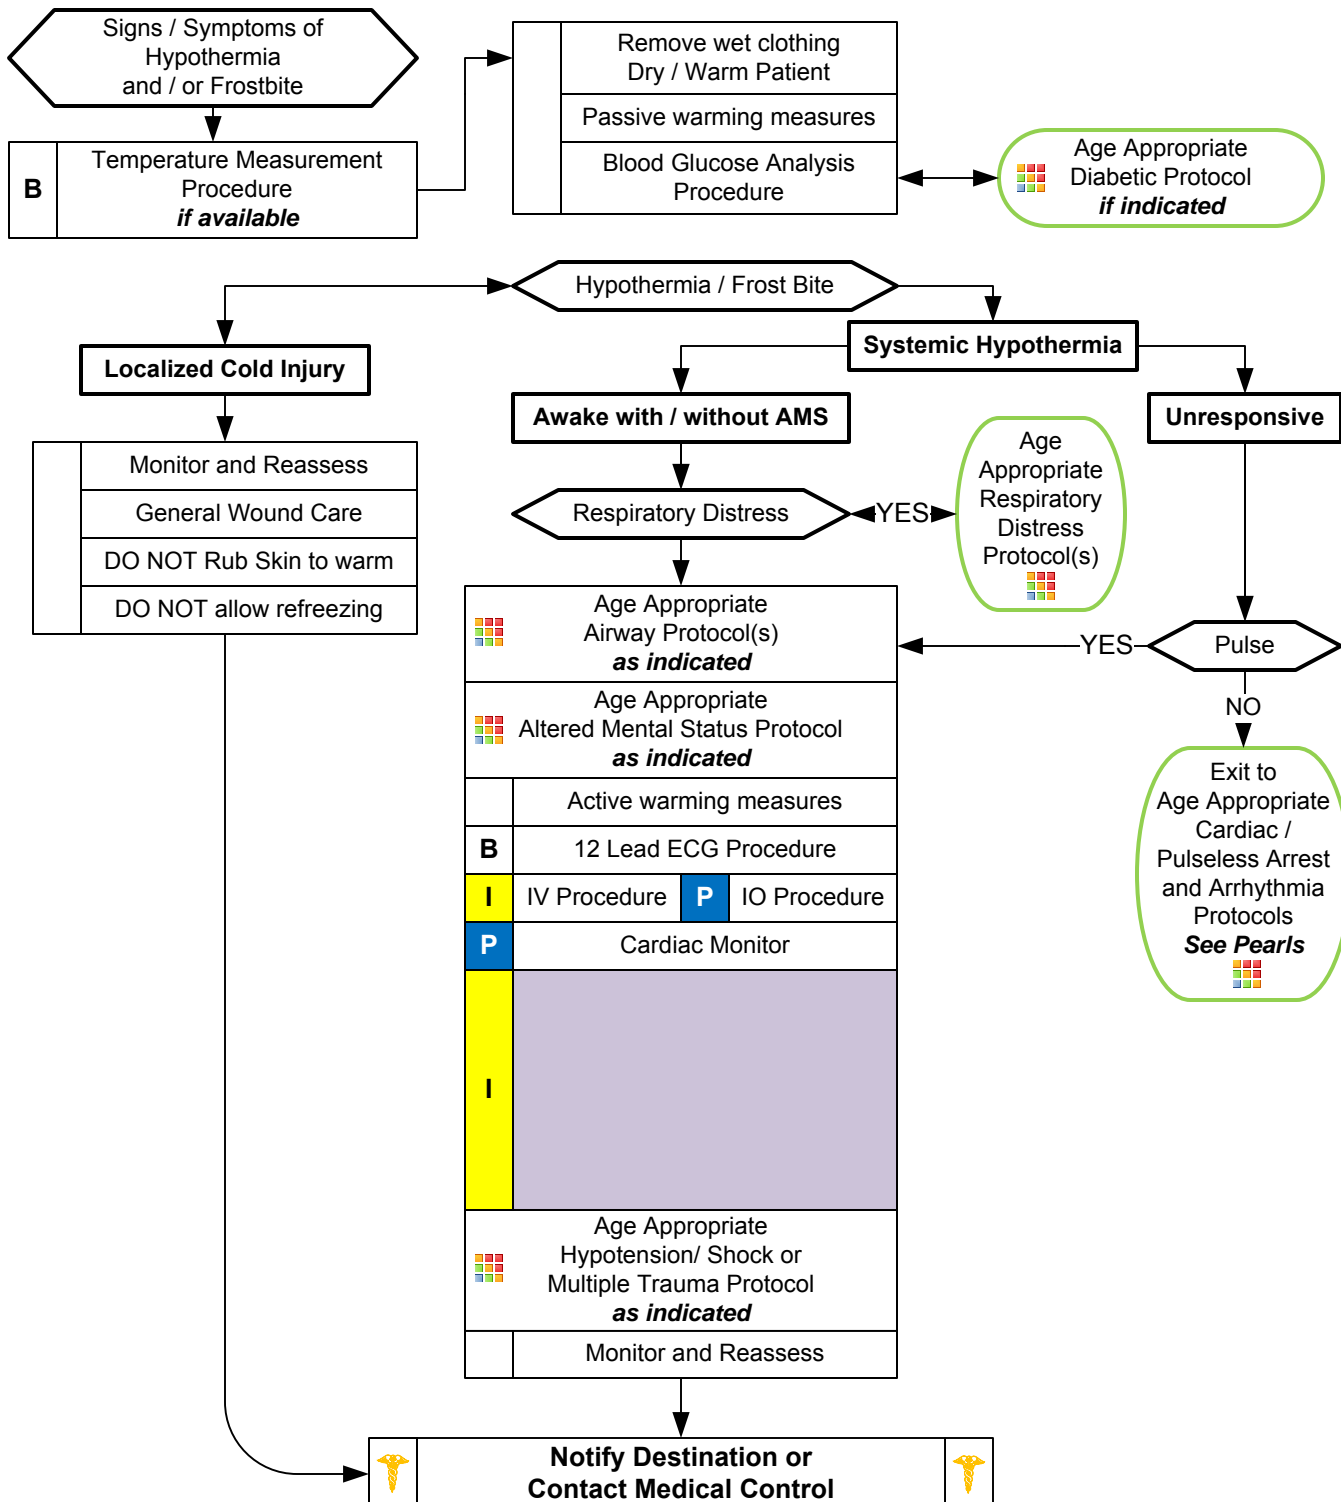 Signs / Symptoms of
Hypothermia
and / or Frostbite
B
Temperature Measurement
Procedure
if available
Remove wet clothing
Dry / Warm Patient
Passive warming measures
Blood Glucose Analysis
Procedure
Age Appropriate
Diabetic Protocol
if indicated
Hypothermia / Frost Bite
Localized Cold Injury
Systemic Hypothermia
Awake with / without AMS
Unresponsive
Monitor and Reassess
General Wound Care
DO NOT Rub Skin to warm
DO NOT allow refreezing
Respiratory Distress
YES
Age
Appropriate
Respiratory
Distress
Protocol(s)
Age Appropriate
Airway Protocol(s)
as indicated
YES
Pulse
NO
Exit to
Age Appropriate
Cardiac /
Pulseless Arrest
and Arrhythmia
Protocols
See Pearls
Age Appropriate
Altered Mental Status Protocol
as indicated
Active warming measures
B
12 Lead ECG Procedure
I
IV Procedure
P
IO Procedure
P
Cardiac Monitor
I
Age Appropriate
Hypotension/ Shock or
Multiple Trauma Protocol
as indicated
Monitor and Reassess
Notify Destination or
Contact Medical Control